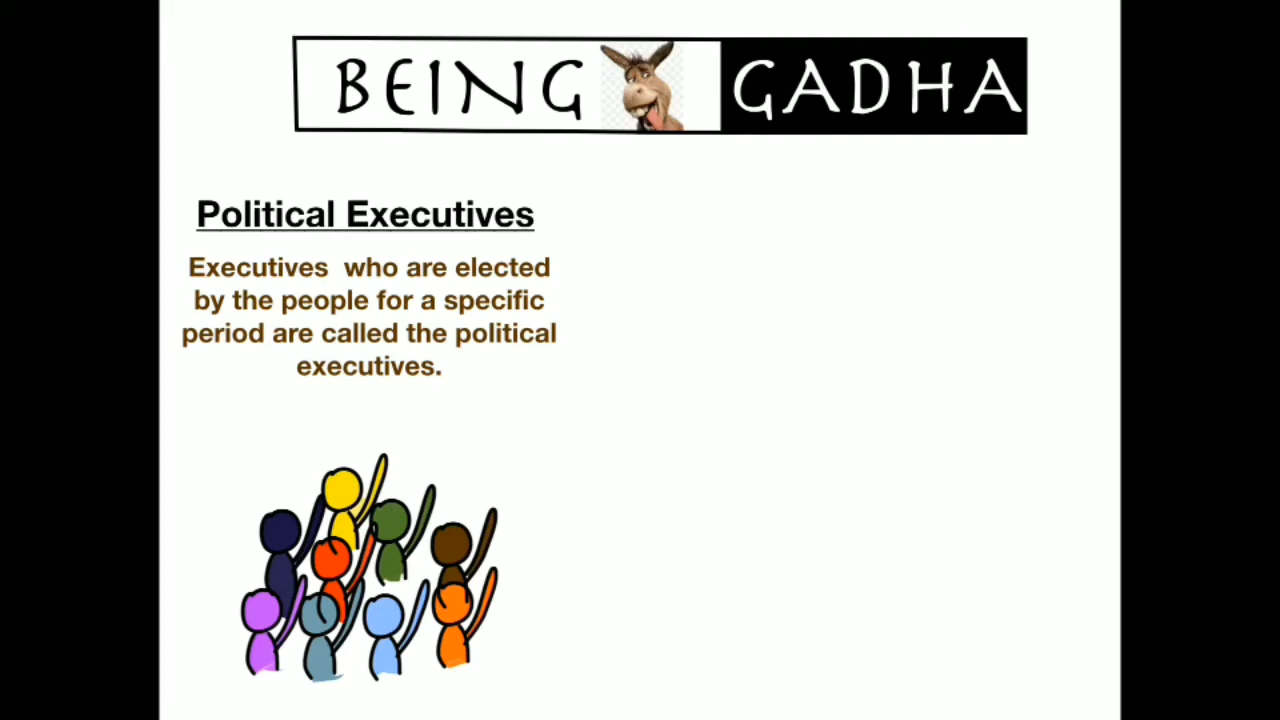 BEING GADHA
Political Executives
Executives who are elected
by the people for a specific
period are called the political
executives.